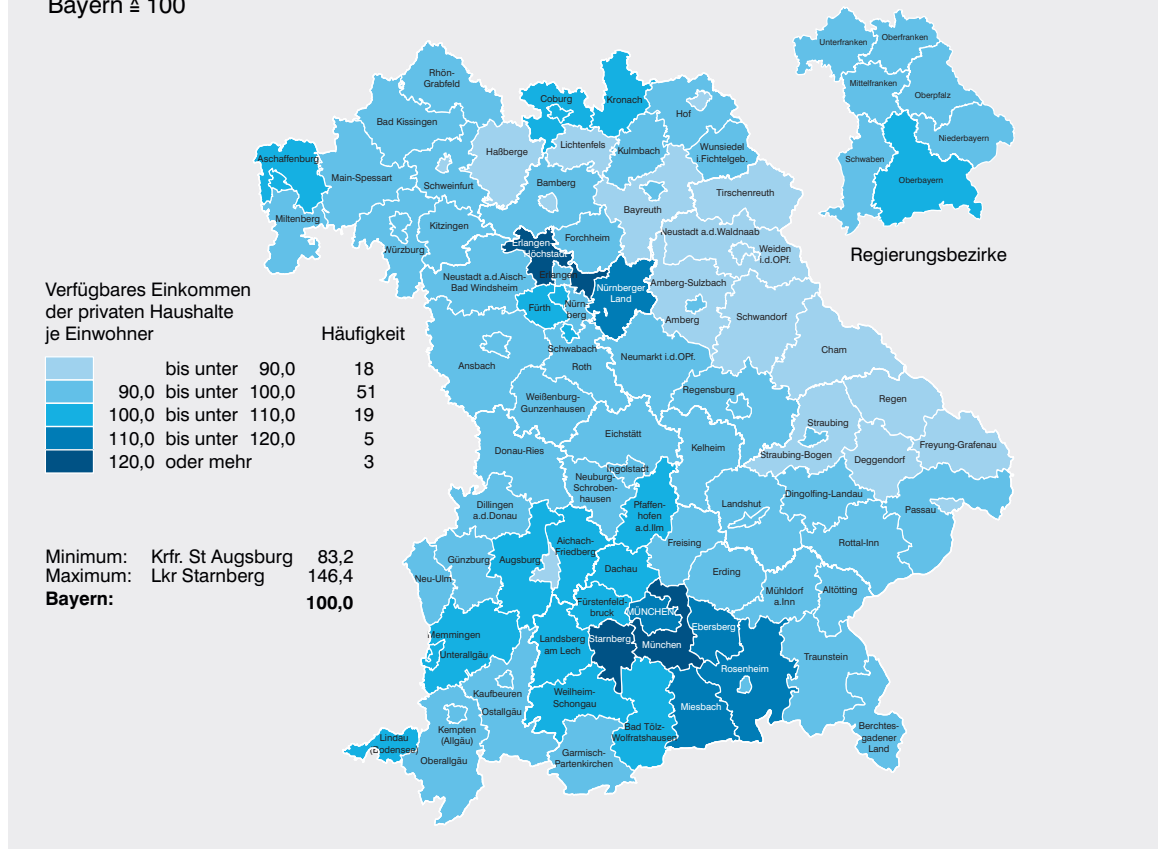 Bayern ≙ 100
Unterfranken
Oberfranken
Mittelfranken
Oberpfalz
Niederbayern
Schwaben
Oberbayern
Regierungsbezirke
Rhön-
Grabfeld
Coburg
Kronach
Hof
Bad Kissingen
Lichtenfels
Kulmbach
Wunsiedel
i.Fichtelgeb.
Haßberge
Aschaffenburg
Main-Spessart
Schweinfurt
Bamberg
Tirschenreuth
Bayreuth
Miltenberg
Kitzingen
Würzburg
Erlangen-
Höchstadt
Forchheim
Neustadt a.d.Waldnaab
Weiden
i.d.OPf.
Neustadt a.d.Aisch-
Bad Windsheim
Erlangen
Nürnberger
Land
Amberg-Sulzbach
Fürth
Nürn-
berg
Amberg
Schwandorf
Schwabach
Roth
Neumarkt i.d.OPf.
Cham
Ansbach
Weißenburg-
Gunzenhausen
Regensburg
Regen
Straubing
Eichstätt
Donau-Ries
Kelheim
Straubing-Bogen
Deggendorf
Freyung-Grafenau
Ingolstadt
Neuburg-
Schroben-
hausen
Dillingen
a.d.Donau
Pfaffen-
hofen
a.d.Ilm
Landshut
Dingolfing-Landau
Passau
Rottal-Inn
Aichach-
Friedberg
Freising
Günzburg
Augsburg
Dachau
Erding
Neu-Ulm
Mühldorf
a.Inn
Altötting
Fürstenfeld-
bruck
MÜNCHEN
Ebersberg
Memmingen
Unterallgäu
Landsberg
am Lech
Starnberg
München
Traunstein
Rosenheim
Kaufbeuren
Ostallgäu
Weilheim-
Schongau
Miesbach
Bad Tölz-
Wolfratshausen
Kempten
(Allgäu)
Lindau
(Bodensee)
Oberallgäu
Garmisch-
Partenkirchen
Berchtes-
gadener
Land
Verfügbares Einkommen
der privaten Haushalte
je Einwohner Häufigkeit
bis unter 90,0 18
90,0 bis unter 100,0 51
100,0 bis unter 110,0 19
110,0 bis unter 120,0 5
120,0 oder mehr 3
Minimum: Krfr. St Augsburg 83,2
Maximum: Lkr Starnberg 146,4
Bayern: 100,0